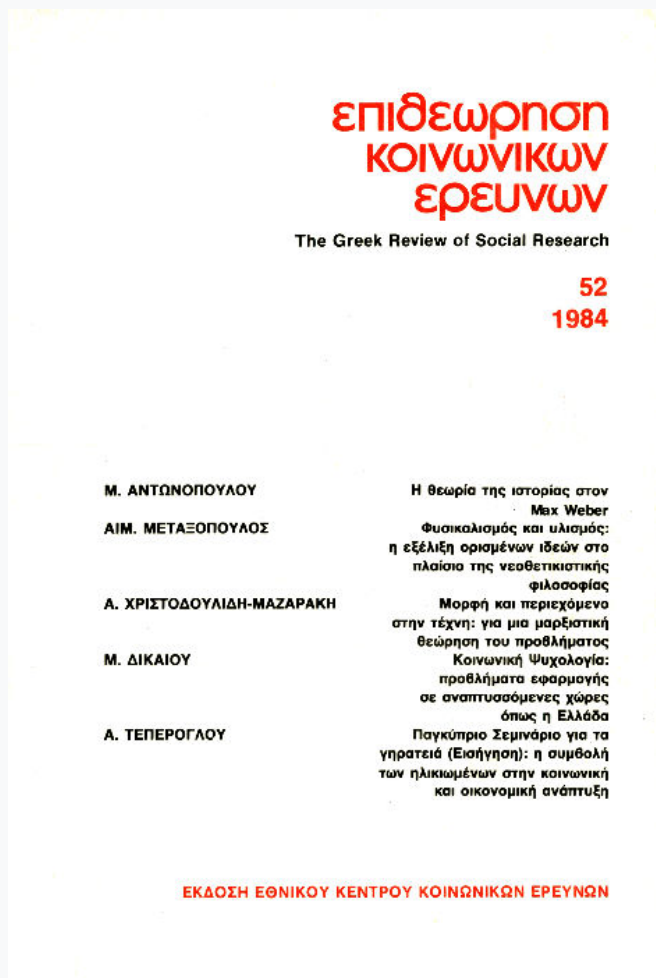 επιθεωρηση
κοινωνικων
ερευνων
The Greek Review of Social Research
52
1984
Μ. ΑΝΤΩΝΟΠΟΥΛΟΥ Η θεωρία της ιστορίας στον
Max Weber
ΑΙΜ. ΜΕΤΑΞΟΠΟΥΛΟΣ Φυσικαλισμός και υλισμός:
η εξέλιξη ορισμένων ιδεών στο
πλαίσιο της νεοθετικιστικής
φιλοσοφίας
Α. ΧΡΙΣΤΟΔΟΥΛΙΔΗ-ΜΑΖΑΡΑΚΗ Μορφή και περιεχόμενο
στην τέχνη: για μια μαρξιστική
θεώρηση του προβλήματος
Μ. ΔΙΚΑΙΟΥ Κοινωνική Ψυχολογία:
προβλήματα εφαρμογής
σε αναπτυσσόμενες χώρες
όπως η Ελλάδα
Α. ΤΕΠΕΡΟΓΛΟΥ Παγκύπριο Σεμινάριο για τα
γηρατειά (Εισήγηση): η συμβολή
των ηλικιωμένων στην κοινωνική
και οικονομική ανάπτυξη
ΕΚΔΟΣΗ ΕΘΝΙΚΟΥ ΚΕΝΤΡΟΥ ΚΟΙΝΩΝΙΚΩΝ ΕΡΕΥΝΩΝ